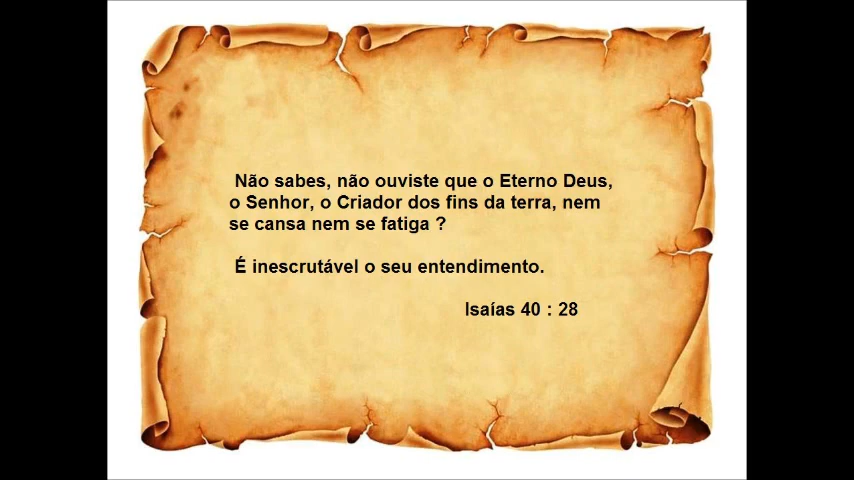 Não sabes, não ouviste que o Eterno Deus,
o Senhor, o Criador dos fins da terra, nem
se cansa nem se fatiga ?
É inescrutável o seu entendimento.
Isaías 40 : 28